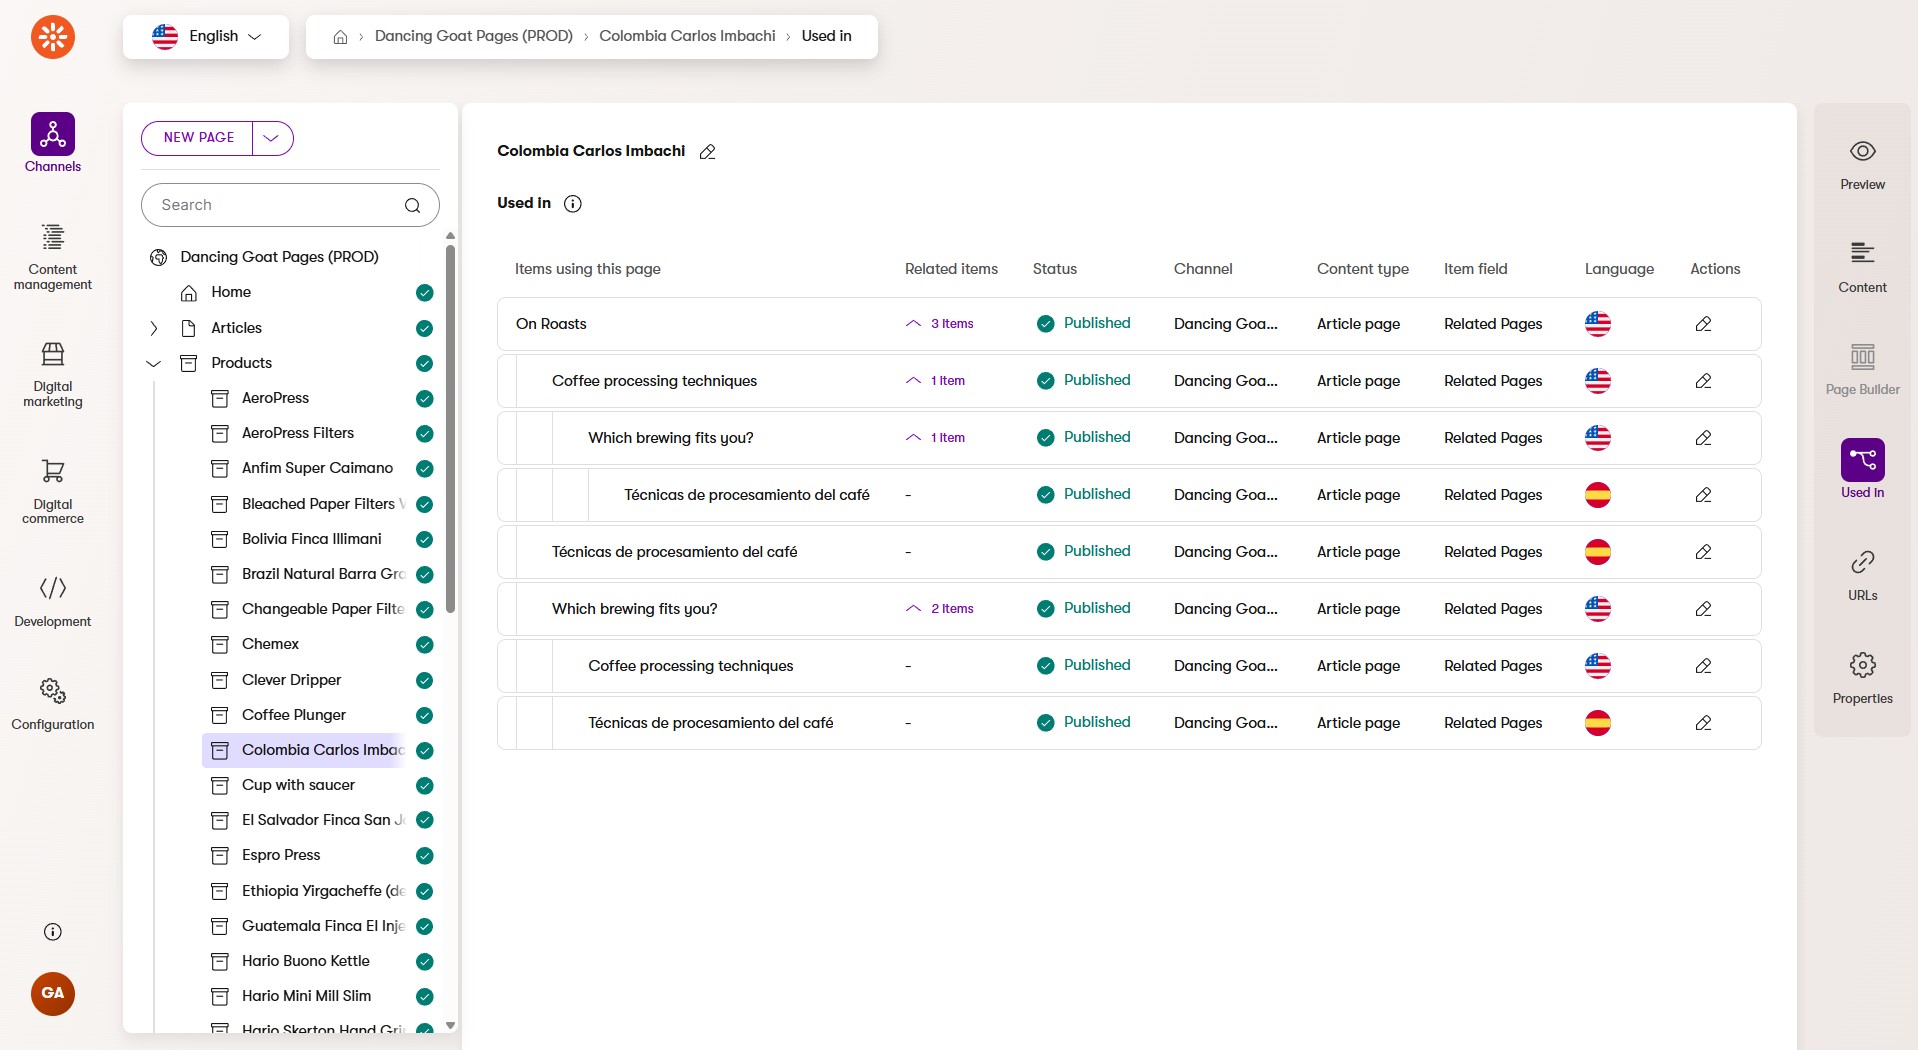 English
Dancing Goat Pages (PROD) › Colombia Carlos Imbachi › Used in
Channels
Content management
Digital marketing
Digital commerce
Development
Configuration
GA
NEW PAGE
Search
Dancing Goat Pages (PROD)
Home
Articles
Products
AeroPress
AeroPress Filters
Anfim Super Caimano
Bleached Paper Filters
Bolivia Finca Illimani
Brazil Natural Barra Gra
Changeable Paper Filte
Chemex
Clever Dripper
Coffee Plunger
Colombia Carlos Imbac
Cup with saucer
El Salvador Finca San J
Espro Press
Ethiopia Yirgacheffe (de
Guatemala Finca El Inje
Hario Buono Kettle
Hario Mini Mill Slim
Hario Skerton Hand Gri
Colombia Carlos Imbachi
Used in
Items using this page Related items Status Channel Content type Item field Language Actions
On Roasts 3 Items Published Dancing Goa... Article page Related Pages
Coffee processing techniques 1 Item Published Dancing Goa... Article page Related Pages
Which brewing fits you? 1 Item Published Dancing Goa... Article page Related Pages
Técnicas de procesamiento del café - Published Dancing Goa... Article page Related Pages
Técnicas de procesamiento del café - Published Dancing Goa... Article page Related Pages
Which brewing fits you? 2 Items Published Dancing Goa... Article page Related Pages
Coffee processing techniques - Published Dancing Goa... Article page Related Pages
Técnicas de procesamiento del café - Published Dancing Goa... Article page Related Pages
Preview
Content
Page Builder
Used In
URLs
Properties